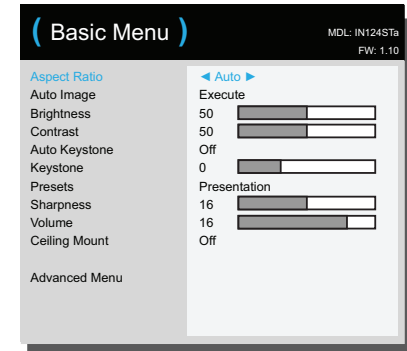 ( Basic Menu )
MDL: IN124STa
FW: 1.10
Aspect Ratio ◄ Auto ►
Auto Image Execute
Brightness 50
Contrast 50
Auto Keystone Off
Keystone 0
Presets Presentation
Sharpness 16
Volume 16
Ceiling Mount Off
Advanced Menu